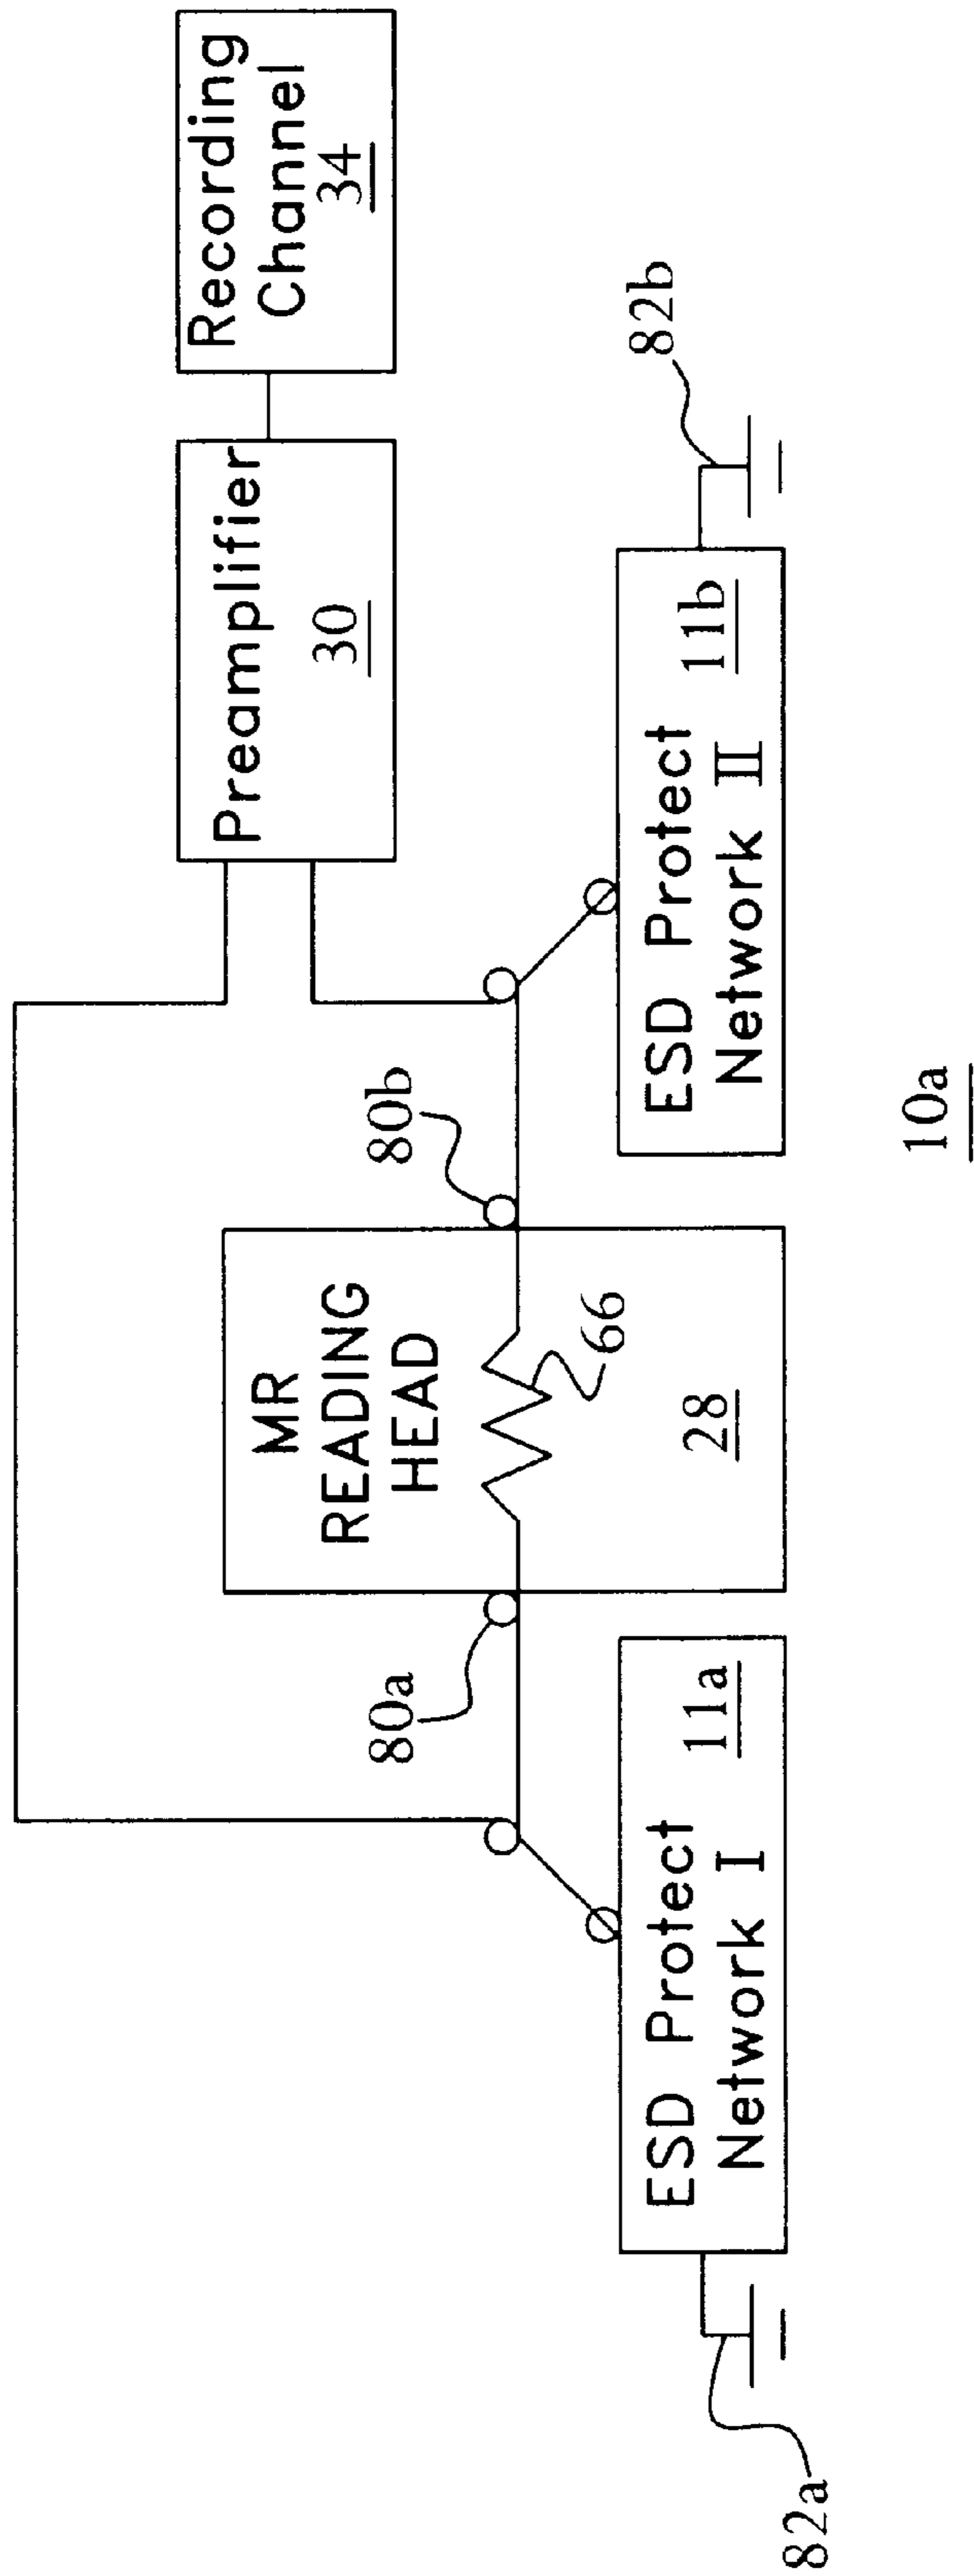 Recording
Channel
34
Preamplifier
30
82b
80b
MR
READING
HEAD
66
28
80a
ESD Protect
Network II 11b
ESD Protect
Network I 11a
82a
10a